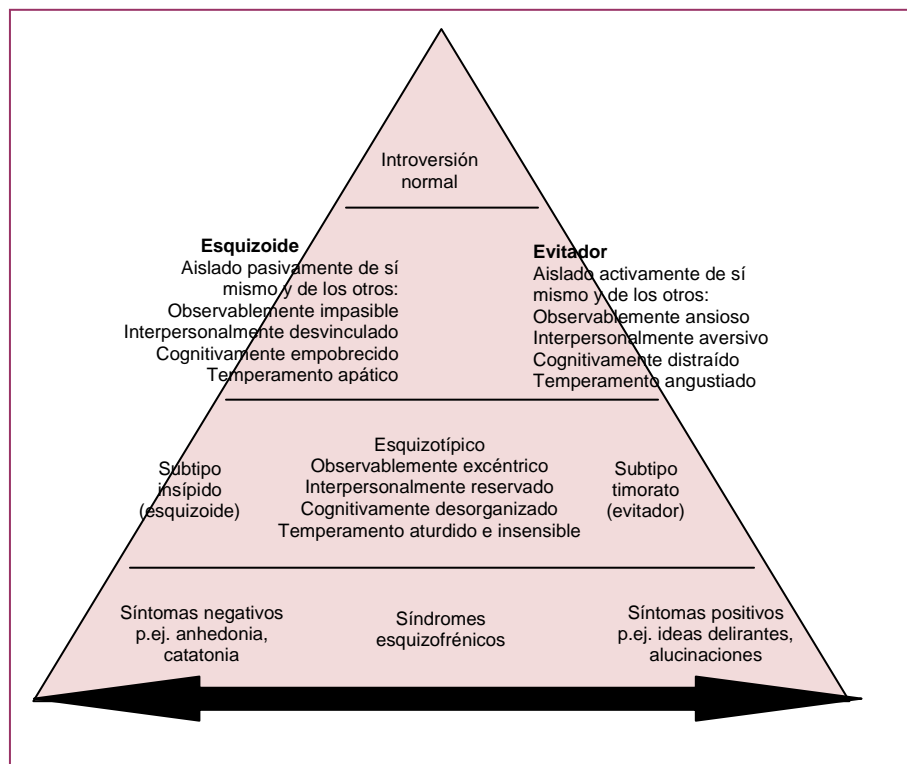 Introversión
normal
Esquizoide
Aislado pasivamente de sí
mismo y de los otros:
Observablemente impasible
Interpersonalmente desvinculado
Cognitivamente empobrecido
Temperamento apático
Evitador
Aislado activamente de sí
mismo y de los otros:
Observablemente ansioso
Interpersonalmente aversivo
Cognitivamente distraído
Temperamento angustiado
Subtipo
insípido
(esquizoide)
Esquizotípico
Observablemente excéntrico
Interpersonalmente reservado
Cognitivamente desorganizado
Temperamento aturdido e insensible
Subtipo
timorato
(evitador)
Síntomas negativos
p.ej. anhedonia,
catatonia
Síndromes
esquizofrénicos
Síntomas positivos
p.ej. ideas delirantes,
alucinaciones